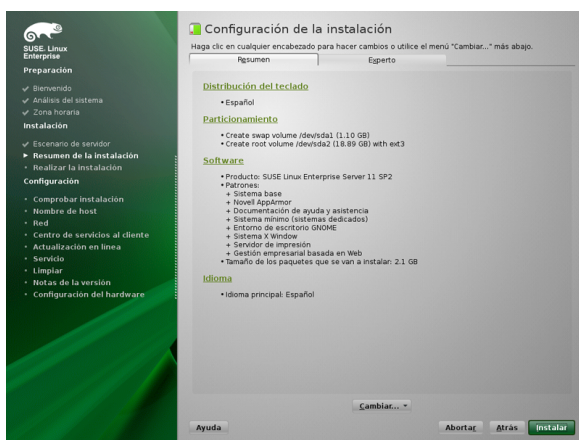 SUSE. Linux
Enterprise
Preparación
Bienvenido
Análisis del sistema
Zona horaria
Instalación
Escenario de servidor
Resumen de la instalación
Realizar la instalación
Configuración
Comprobar instalación
Nombre de host
Red
Centro de servicios al cliente
Actualización en línea
Servicio
Limpiar
Notas de la versión
Configuración del hardware
Configuración de la instalación
Haga clic en cualquier encabezado para hacer cambios o utilice el menú "Cambiar..." más abajo.
Resumen Experto
Distribución del teclado
• Español
Particionamiento
• Create swap volume /dev/sda1 (1.10 GB)
• Create root volume /dev/sda2 (18.89 GB) with ext3
Software
• Producto: SUSE Linux Enterprise Server 11 SP2
• Patrones:
+ Sistema base
+ Novell AppArmor
+ Documentación de ayuda y asistencia
+ Sistema mínimo (sistemas dedicados)
+ Entorno de escritorio GNOME
+ Sistema X Window
+ Servidor de impresión
+ Gestión empresarial basada en Web
• Tamaño de los paquetes que se van a instalar: 2.1 GB
Idioma
• Idioma principal: Español
Cambiar...
Ayuda Abortar Atrás Instalar